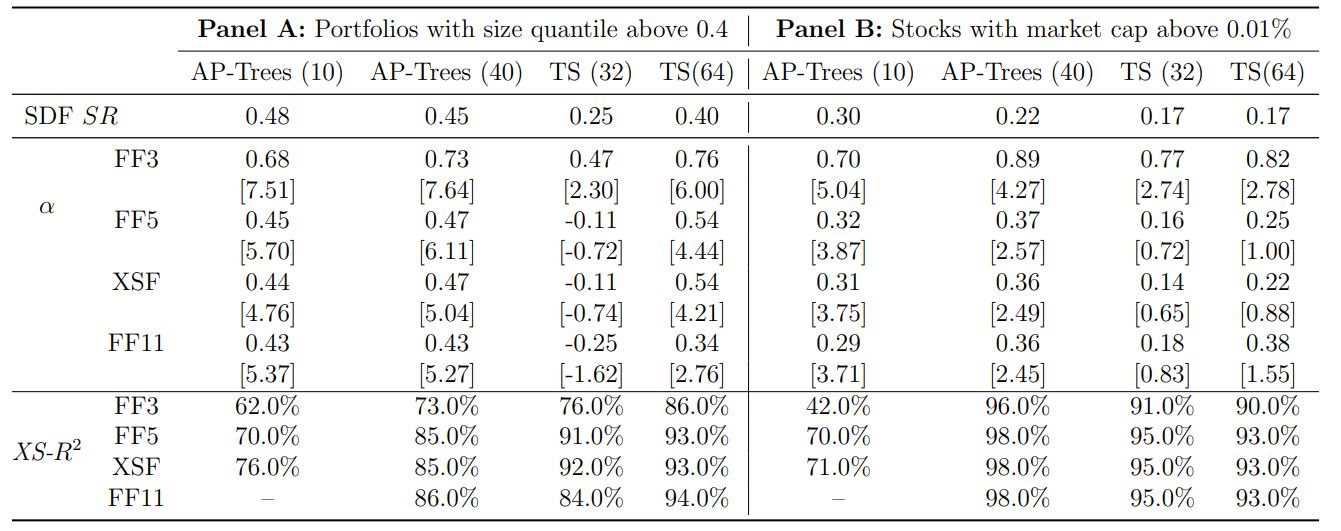 Panel A: Portfolios with size quantile above 0.4 Panel B: Stocks with market cap above 0.01%
AP-Trees (10) AP-Trees (40) TS (32) TS(64) AP-Trees (10) AP-Trees (40) TS (32) TS(64)
SDF SR 0.48 0.45 0.25 0.40 0.30 0.22 0.17 0.17
FF3 0.68 0.73 0.47 0.76 0.70 0.89 0.77 0.82
[7.51] [7.64] [2.30] [6.00] [5.04] [4.27] [2.74] [2.78]
α FF5 0.45 0.47 -0.11 0.54 0.32 0.37 0.16 0.25
[5.70] [6.11] [-0.72] [4.44] [3.87] [2.57] [0.72] [1.00]
XSF 0.44 0.47 -0.11 0.54 0.31 0.36 0.14 0.22
[4.76] [5.04] [-0.74] [4.21] [3.75] [2.49] [0.65] [0.88]
FF11 0.43 0.43 -0.25 0.34 0.29 0.36 0.18 0.38
[5.37] [5.27] [-1.62] [2.76] [3.71] [2.45] [0.83] [1.55]
FF3 62.0% 73.0% 76.0% 86.0% 42.0% 96.0% 91.0% 90.0%
XS-R² FF5 70.0% 85.0% 91.0% 93.0% 70.0% 98.0% 95.0% 93.0%
XSF 76.0% 85.0% 92.0% 93.0% 71.0% 98.0% 95.0% 93.0%
FF11 – 86.0% 84.0% 94.0% – 98.0% 95.0% 93.0%